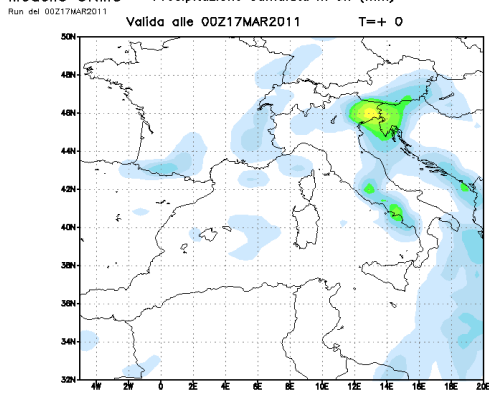 Run del 00Z17MAR2011
Valida alle 00Z17MAR2011 T=+ 0
50N
48N
46N
44N
42N
40N
38N
36N
34N
32N
4W 2W 0 2E 4E 6E 8E 10E 12E 14E 16E 18E 20E